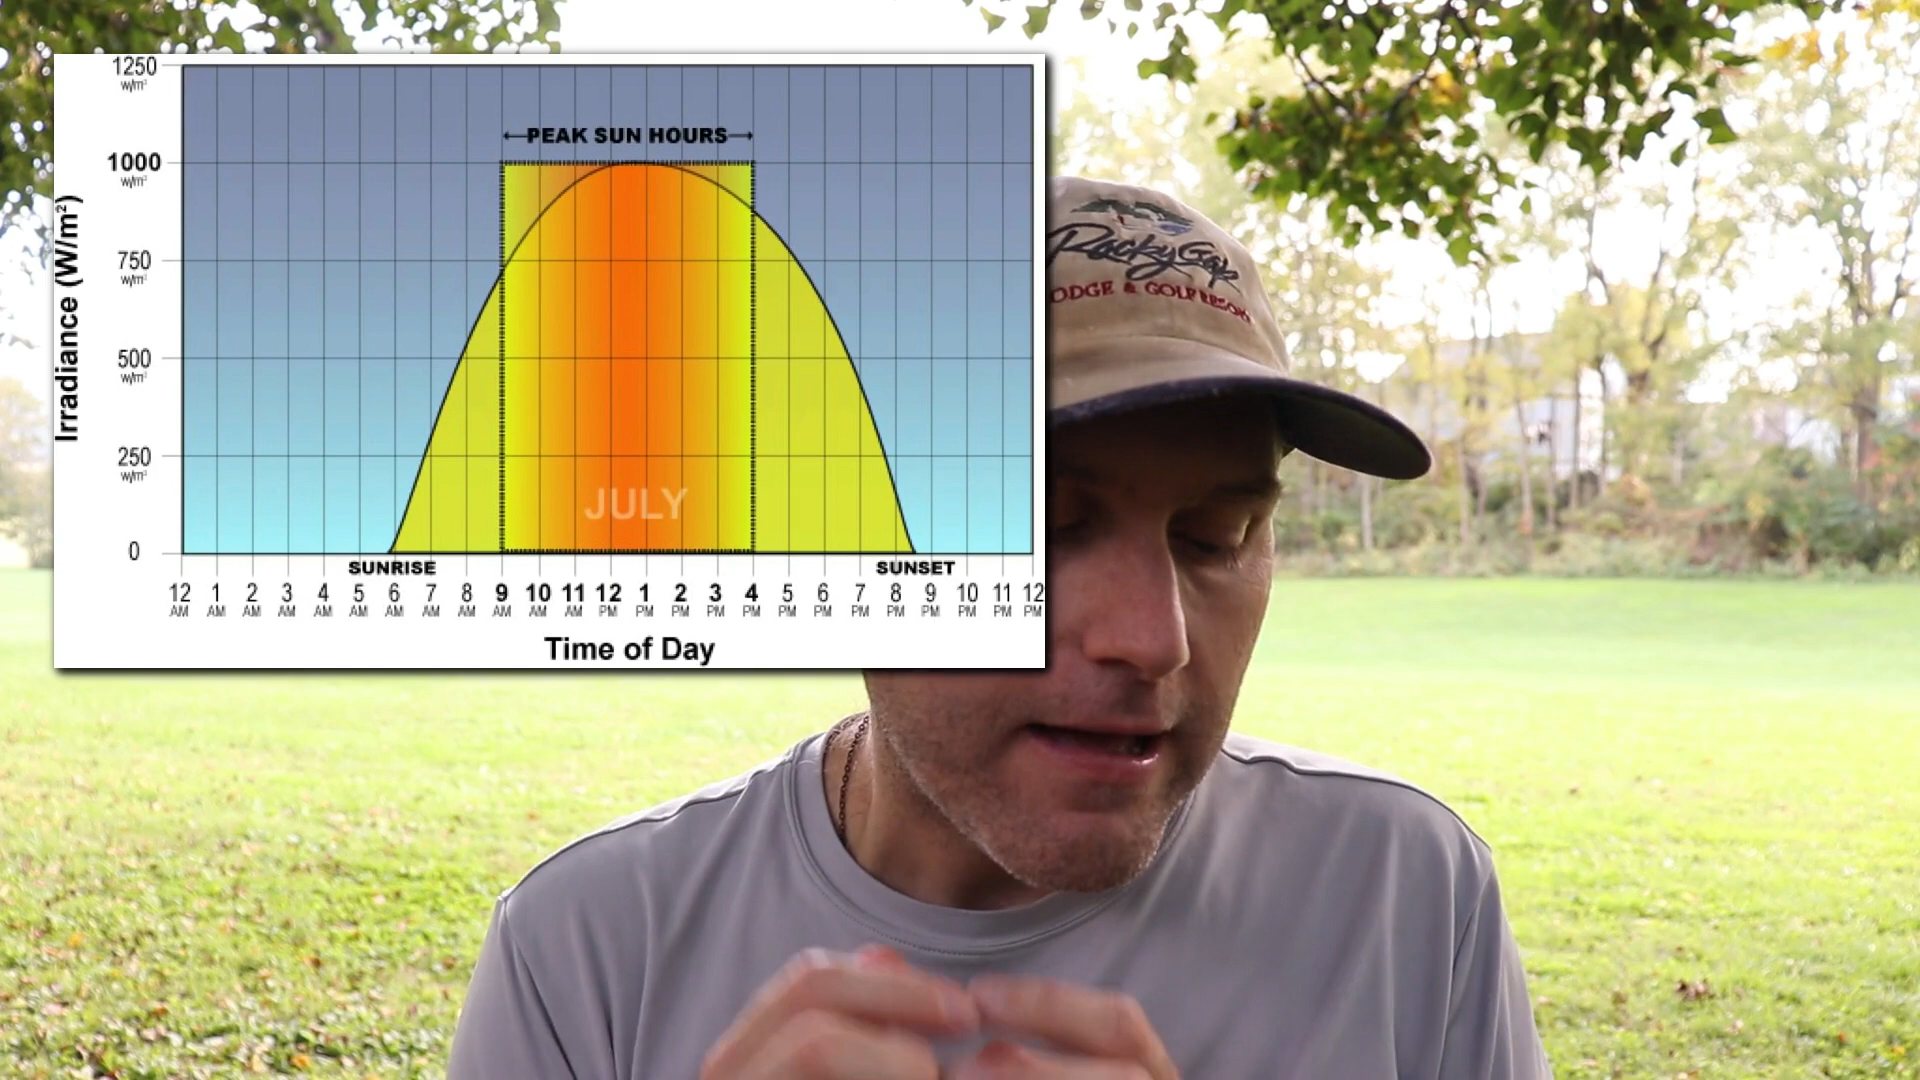 1250
W/m²
PEAK SUN HOURS
1000
W/m²
750
W/m²
500
W/m²
250
W/m²
0
Irradiance (W/m²)
JULY
SUNRISE SUNSET
12 1 2 3 4 5 6 7 8 9 10 11 12 1 2 3 4 5 6 7 8 9 10 11 12
AM AM AM AM AM AM AM AM AM AM AM AM PM PM PM PM PM PM PM PM PM PM PM PM PM
Time of Day
Rocky Gap
ODGE & GOLF RESORT